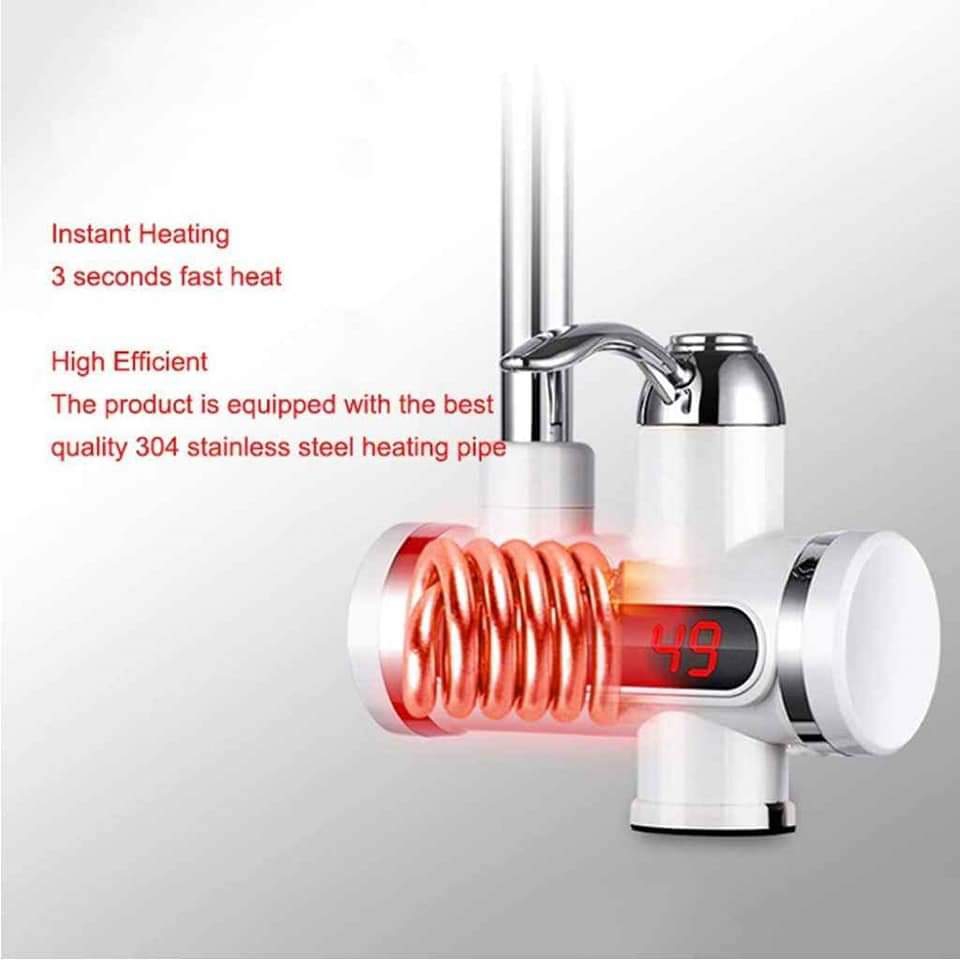 Instant Heating
3 seconds fast heat
High Efficient
The product is equipped with the best
quality 304 stainless steel heating pipe
49